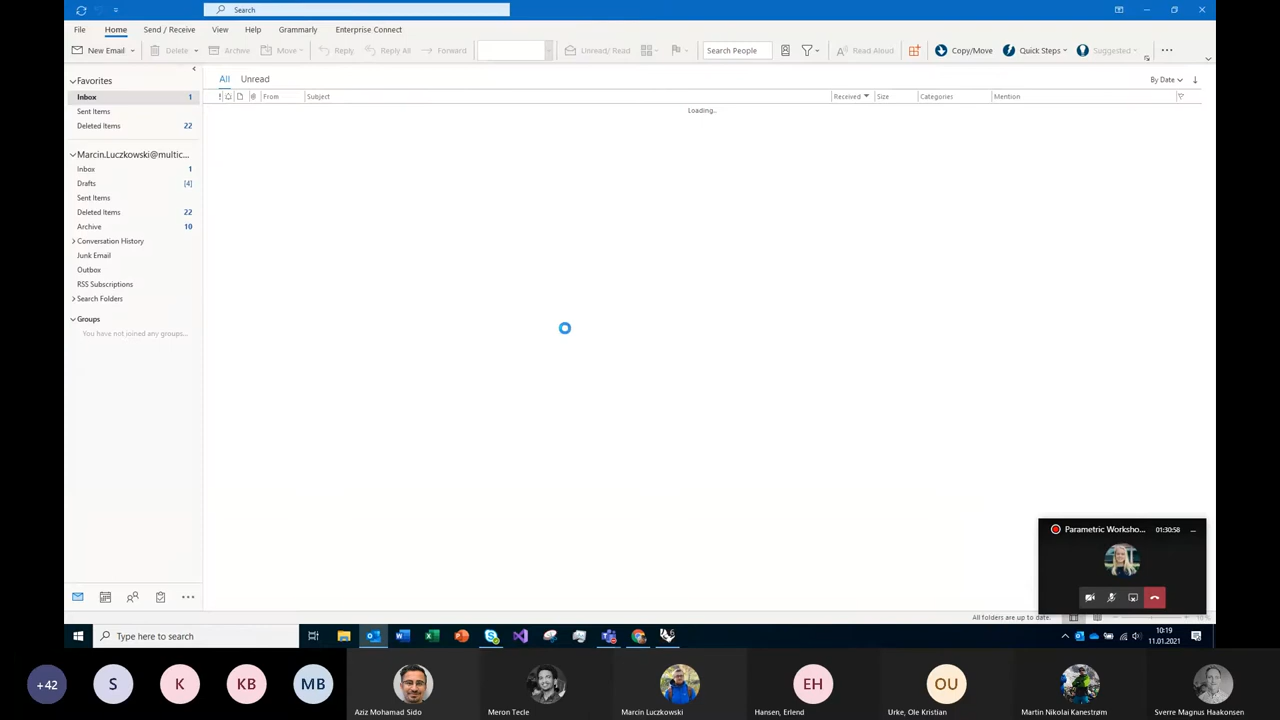 Search
File Home Send / Receive View Help Grammarly Enterprise Connect
New Email Delete Archive Move Reply Reply All Forward Unread/ Read Search People Read Aloud Copy/Move Quick Steps Suggested
Favorites
All Unread By Date
Inbox 1
! From Subject Received Size Categories Mention
Sent Items
Loading..
Deleted Items 22
Marcin.Luczkowski@multic...
Inbox 1
Drafts [4]
Sent Items
Deleted Items 22
Archive 10
Conversation History
Junk Email
Outbox
RSS Subscriptions
Search Folders
Groups
You have not joined any groups...
Parametric Worksho... 01:30:58
All folders are up to date.
Type here to search
10:19
11.01.2021
+42 S K KB MB EH OU
Aziz Mohamad Sido Meron Tecle Marcin Luczkowski Hansen, Erlend Urke, Ole Kristian Martin Nikolai Kanestrøm Sverre Magnus Haakonsen